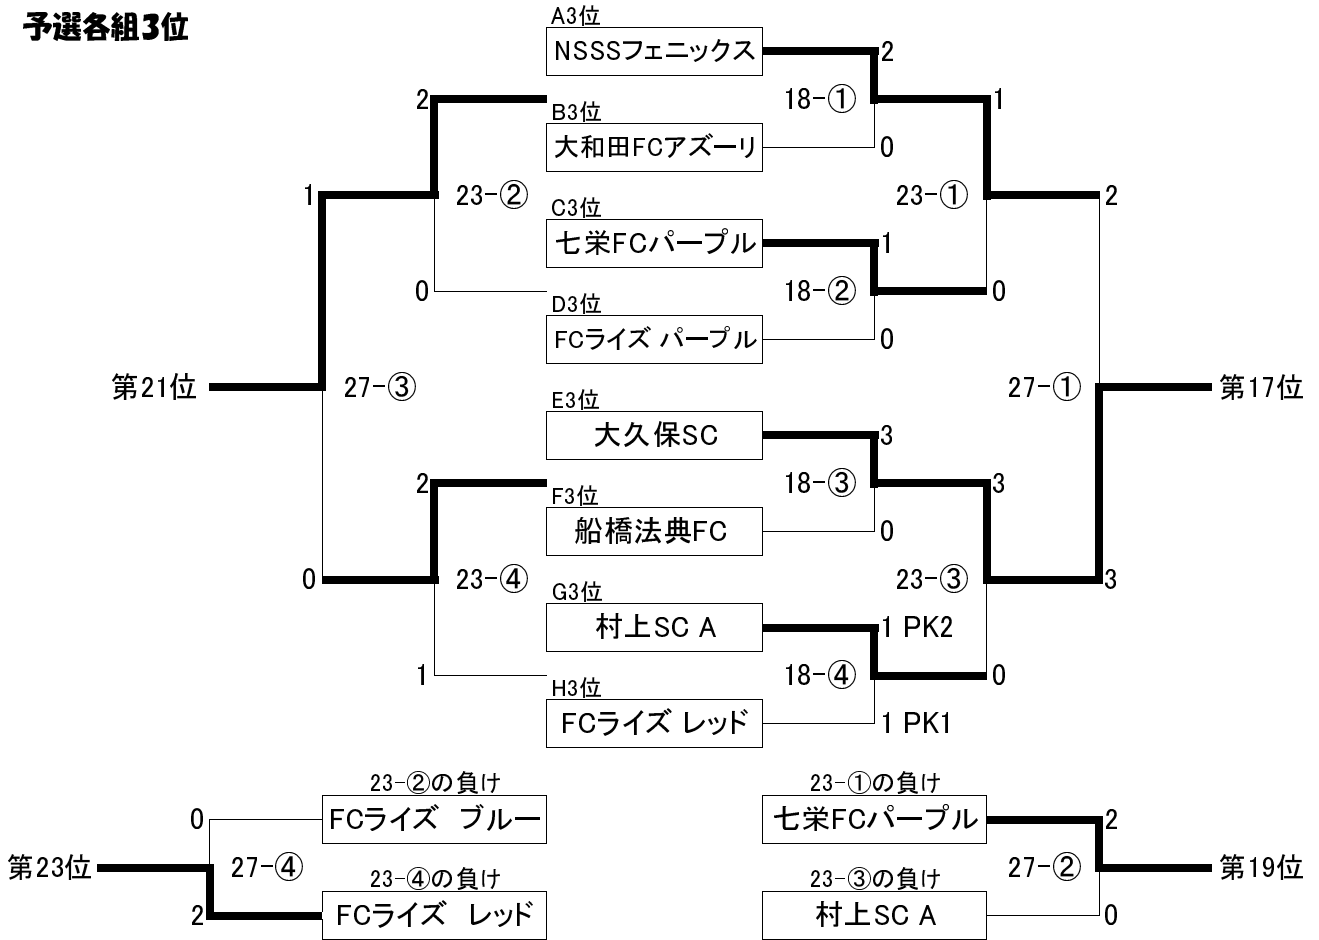 予選各組3位
A3位
NSSSフェニックス
2
18-①
2
1
B3位
大和田FCアズーリ
0
1
23-②
23-①
2
C3位
七栄FCパープル
1
18-②
0
0
D3位
FCライズ パープル
0
第21位
27-③
27-①
第17位
E3位
大久保SC
3
2
18-③
3
F3位
船橋法典FC
0
0
23-④
23-③
3
G3位
村上SC A
1 PK2
1
18-④
0
H3位
FCライズ レッド
1 PK1
23-②の負け
23-①の負け
0
FCライズ ブルー
七栄FCパープル
2
第23位
27-④
27-②
第19位
23-④の負け
23-③の負け
2
FCライズ レッド
村上SC A
0